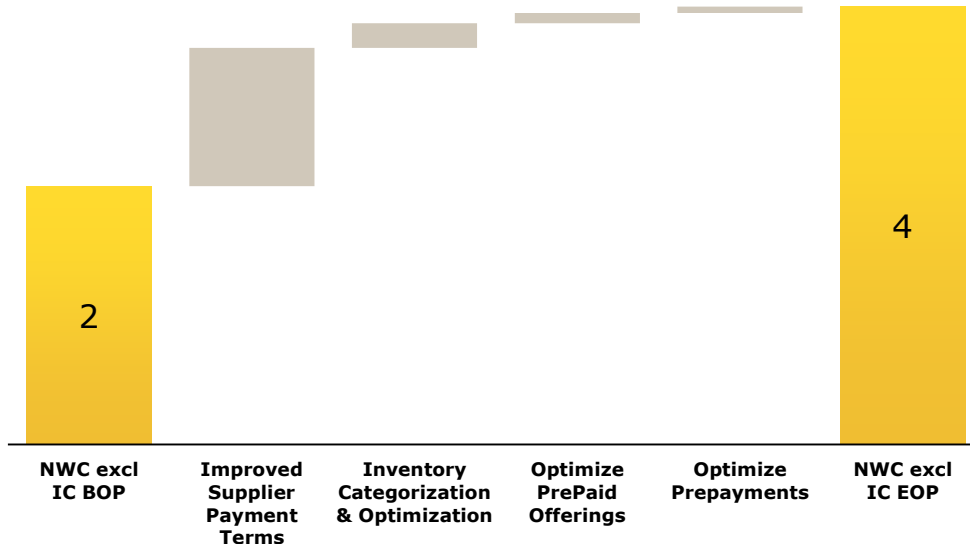 2
4
NWC excl
IC BOP
Improved
Supplier
Payment
Terms
Inventory
Categorization
& Optimization
Optimize
PrePaid
Offerings
Optimize
Prepayments
NWC excl
IC EOP